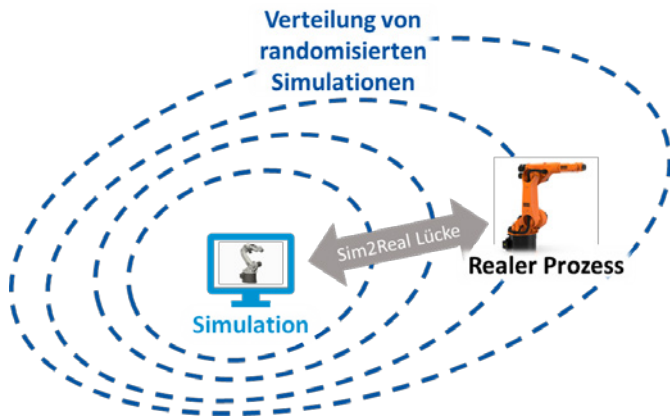 Verteilung von
randomisierten
Simulationen
Sim2Real Lücke
Realer Prozess
Simulation